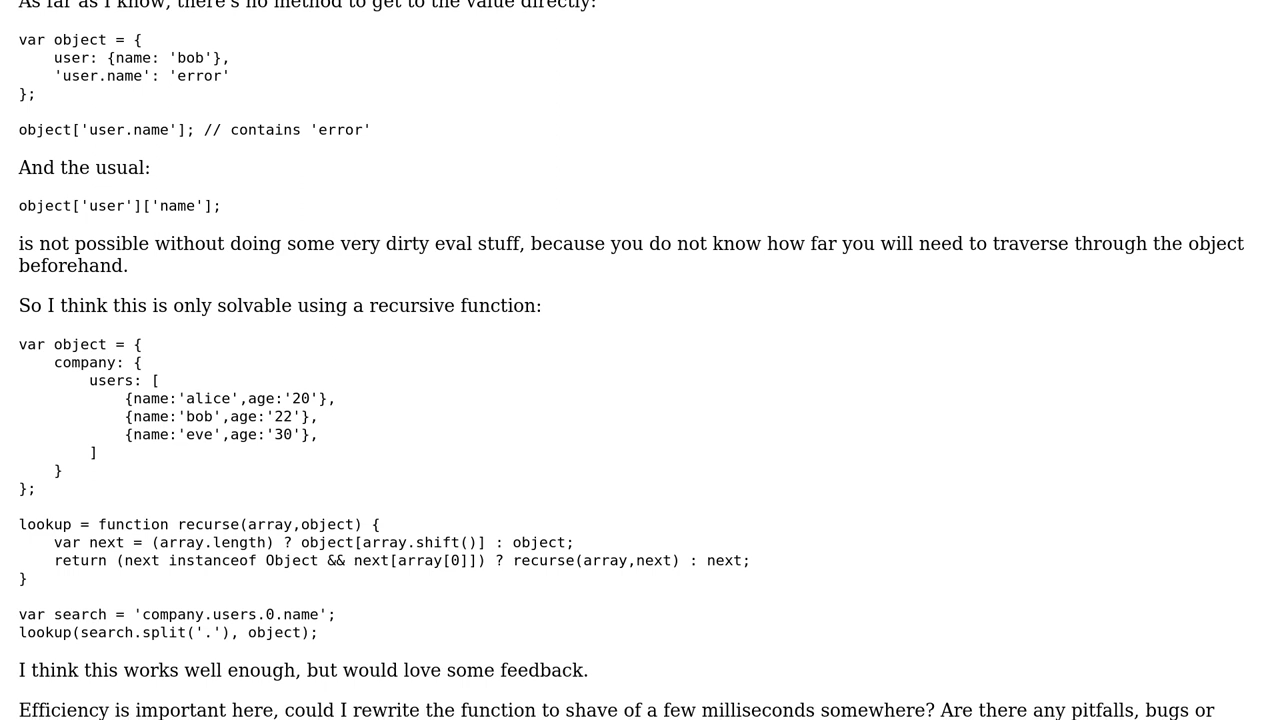 As far as I know, there's no method to get to the value directly:
var object = {
    user: {name: 'bob'},
    'user.name': 'error'
};
object['user.name']; // contains 'error'
And the usual:
object['user']['name'];
is not possible without doing some very dirty eval stuff, because you do not know how far you will need to traverse through the object
beforehand.
So I think this is only solvable using a recursive function:
var object = {
    company: {
        users: [
            {name:'alice',age:'20'},
            {name:'bob',age:'22'},
            {name:'eve',age:'30'},
        ]
    }
};
lookup = function recurse(array,object) {
    var next = (array.length) ? object[array.shift()] : object;
    return (next instanceof Object && next[array[0]]) ? recurse(array,next) : next;
}
var search = 'company.users.0.name';
lookup(search.split('.'), object);
I think this works well enough, but would love some feedback.
Efficiency is important here, could I rewrite the function to shave of a few milliseconds somewhere? Are there any pitfalls, bugs or